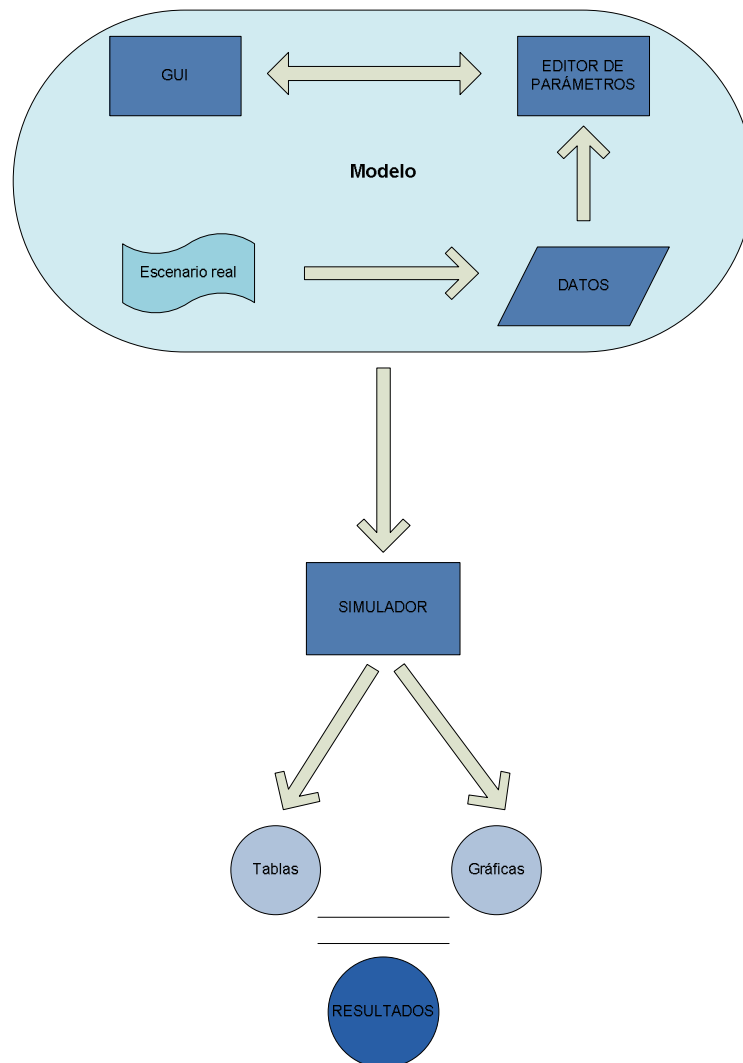 GUI
EDITOR DE
PARÁMETROS
Modelo
Escenario real
DATOS
SIMULADOR
Tablas
Gráficas
RESULTADOS